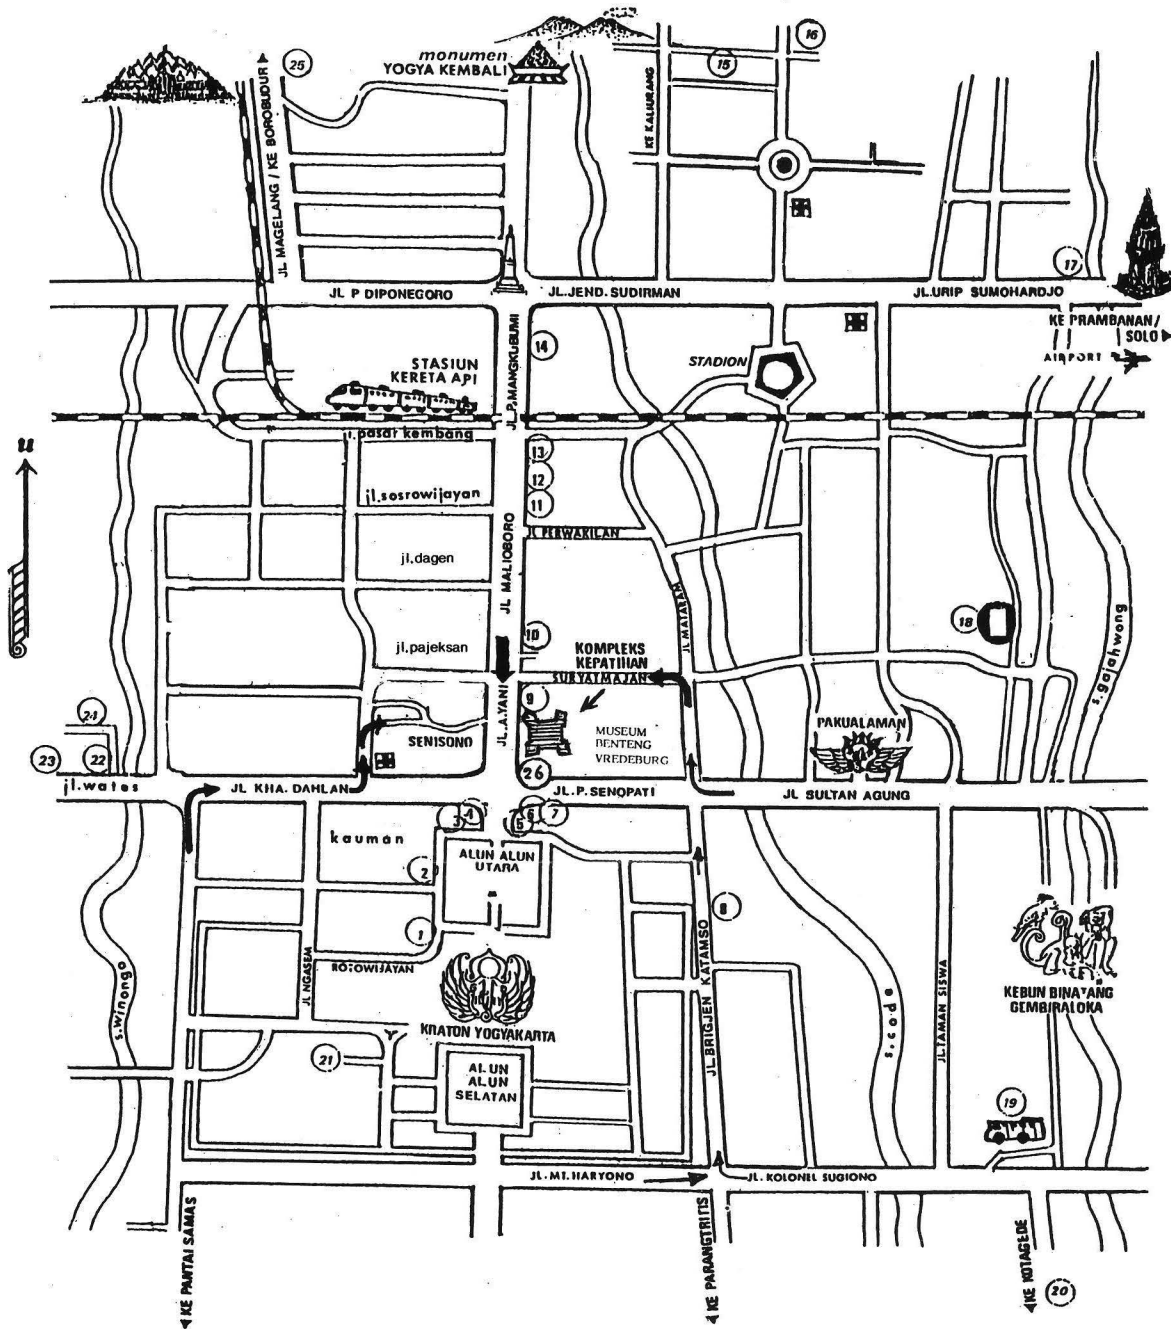 16
25
monumen
YOGYA KEMBALI
15
KE KALIURANG
JL MAGELANG / KE BOROBUDUR
17
JL P DIPONEGORO
JL.JEND. SUDIRMAN
JL.URIP SUMOHARDJO
KE PRAMBANAN/
SOLO
AIRPORT
14
STASIUN
KERETA API
STADION
JL.P.MANGKUBUMI
jl.pasar kembang
13
12
11
jl.sosrowijayan
JL PERWAKILAN
JL MALIOBORO
jl.dagen
JL MATARAM
18
s.gajahwong
10
jl.pajeksan
KOMPLEKS
KEPATIHAN
SURYATMAJAN
9
JL.A.YANI
24
23
22
SENISONO
MUSEUM
BENTENG
VREDEBURG
PAKUALAMAN
26
jl.wates
JL KHA. DAHLAN
JL.P. SENOPATI
JL SULTAN AGUNG
3
4
5
6
7
kauman
ALUN ALUN
UTARA
2
8
1
JL NGASEM
ROTOWIJAYAN
s.winongo
JL.BRIGJEN KATAMSO
s.code
JL.TAMAN SISWA
KEBUN BINATANG
GEMBIRALOKA
KRATON YOGYAKARTA
21
ALUN
ALUN
SELATAN
19
JL.MT.HARYONO
JL. KOLONEL SUGIONO
KE PANTAI SAMAS
KE PARANGTRITIS
KE KOTAGEDE
20